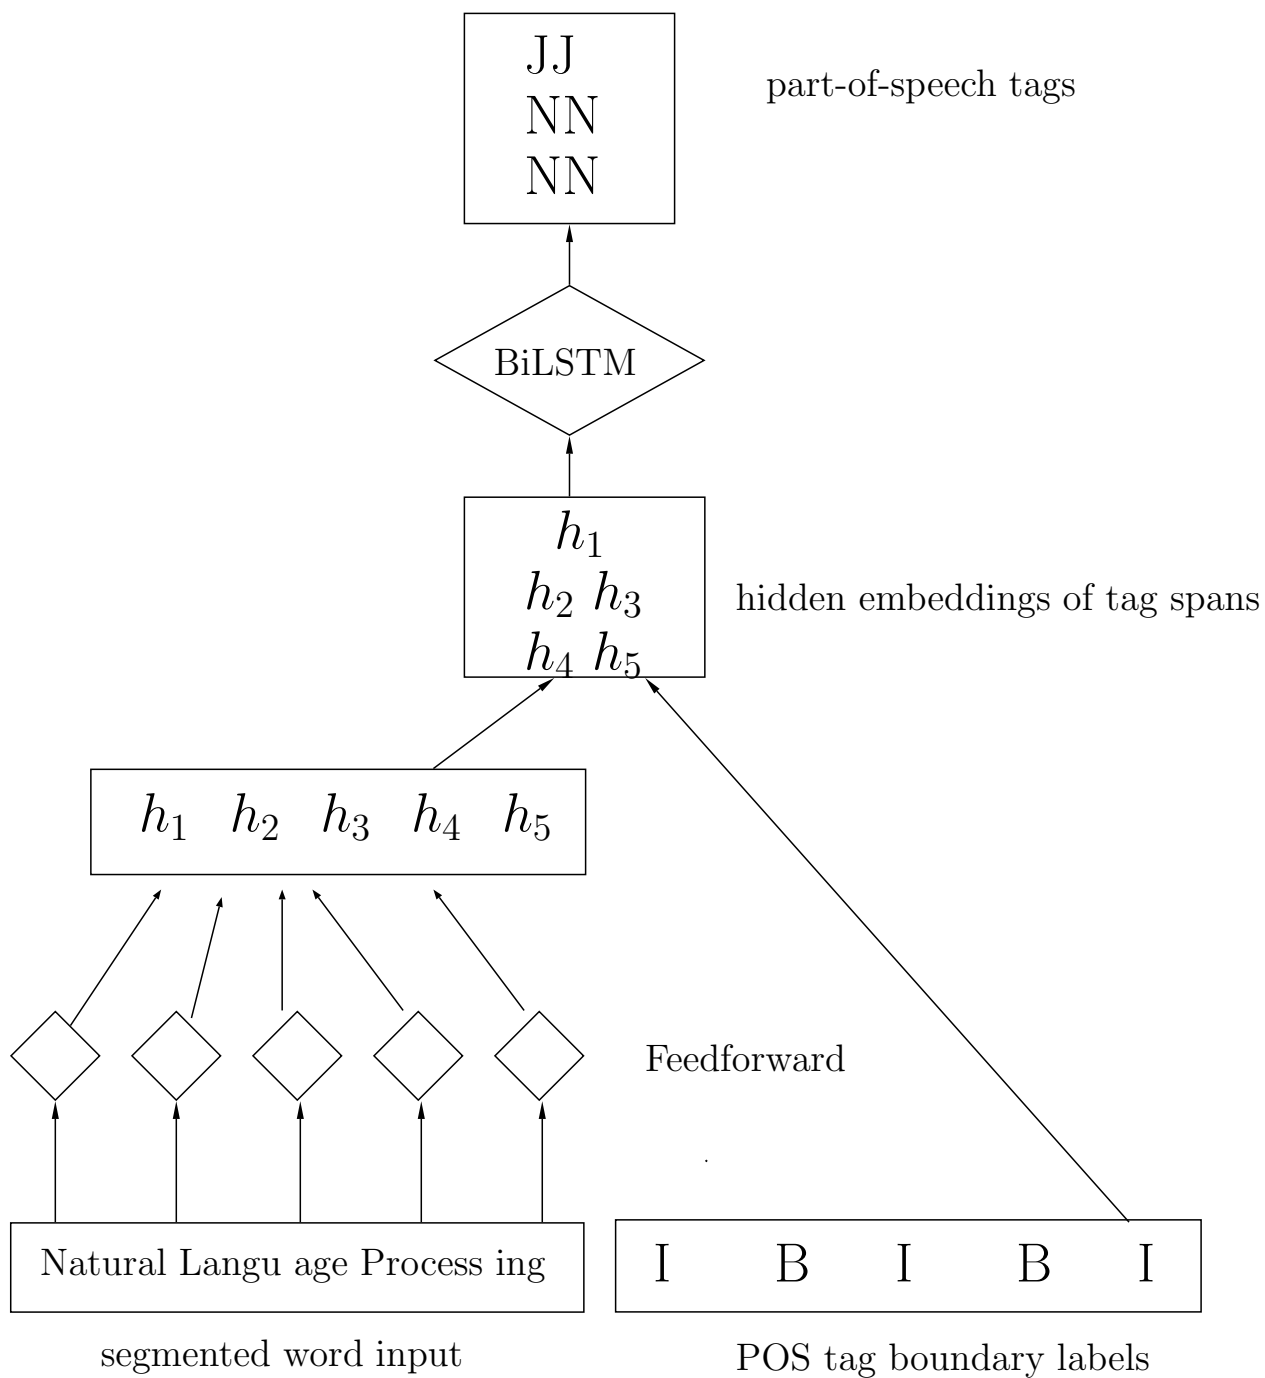 JJ
NN
NN
part-of-speech tags
BiLSTM
h₁
h₂ h₃
h₄ h₅
hidden embeddings of tag spans
h₁ h₂ h₃ h₄ h₅
Feedforward
Natural Langu age Process ing
I B I B I
segmented word input
POS tag boundary labels